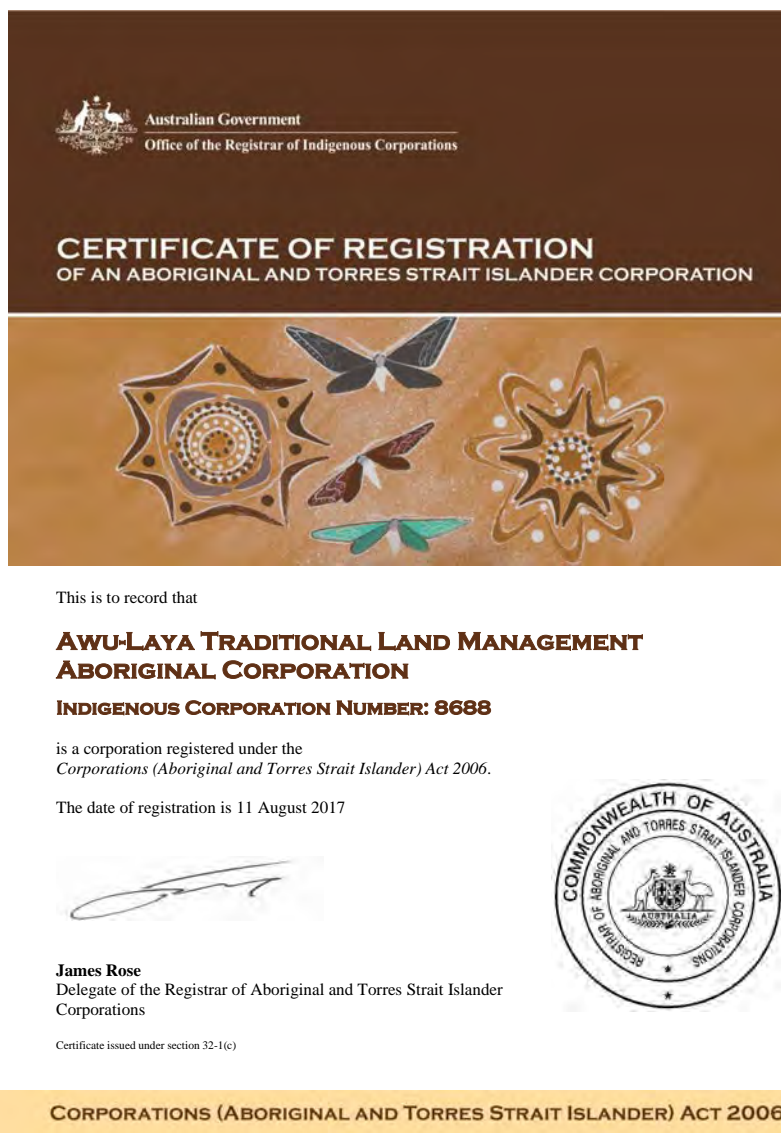 Australian Government
Office of the Registrar of Indigenous Corporations
CERTIFICATE OF REGISTRATION
OF AN ABORIGINAL AND TORRES STRAIT ISLANDER CORPORATION
This is to record that
AWU-LAYA TRADITIONAL LAND MANAGEMENT
ABORIGINAL CORPORATION
INDIGENOUS CORPORATION NUMBER: 8688
is a corporation registered under the
Corporations (Aboriginal and Torres Strait Islander) Act 2006.
The date of registration is 11 August 2017
COMMONWEALTH OF AUSTRALIA
REGISTRAR OF ABORIGINAL AND TORRES STRAIT ISLANDER CORPORATIONS
AUSTRALIA
James Rose
Delegate of the Registrar of Aboriginal and Torres Strait Islander
Corporations
Certificate issued under section 32-1(c)
CORPORATIONS (ABORIGINAL AND TORRES STRAIT ISLANDER) ACT 2006